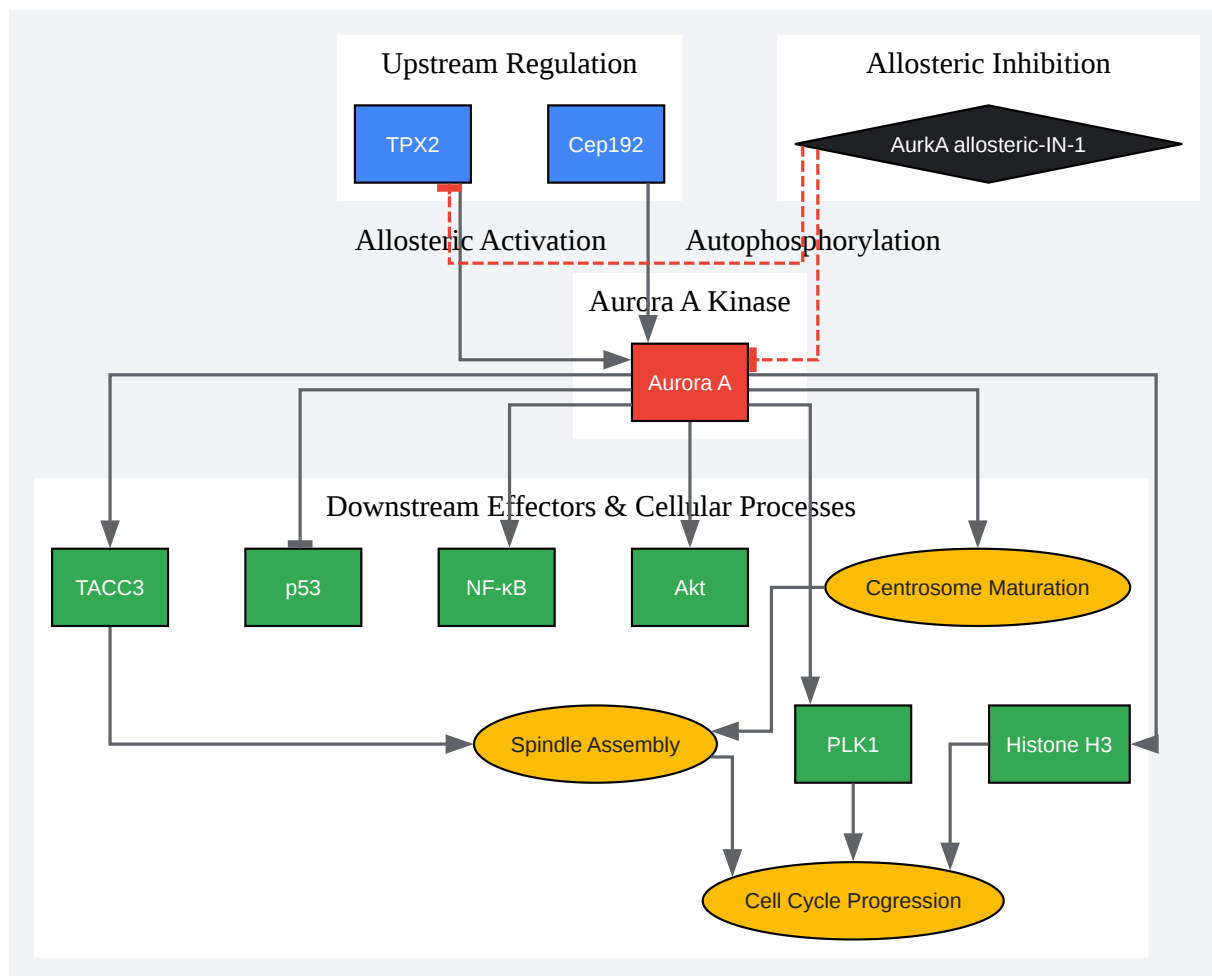 Upstream Regulation
Allosteric Inhibition
TPX2
Cep192
AurkA allosteric-IN-1
Allosteric Activation
Autophosphorylation
Aurora A Kinase
Aurora A
Downstream Effectors & Cellular Processes
TACC3
p53
NF-κB
Akt
Centrosome Maturation
Spindle Assembly
PLK1
Histone H3
Cell Cycle Progression